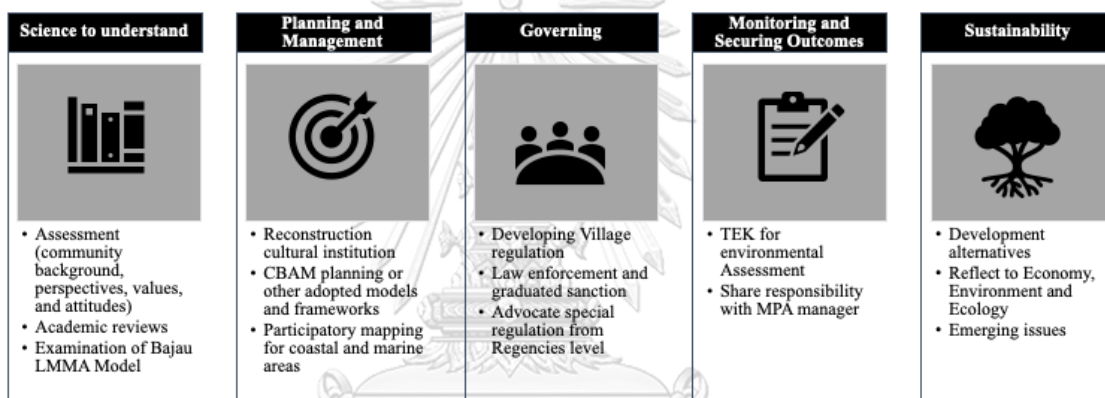 Science to understand
• Assessment
(community
background,
perspectives, values,
and attitudes)
• Academic reviews
• Examination of Bajau
LMMA Model
Planning and
Management
• Reconstruction
cultural institution
• CBAM planning or
other adopted models
and frameworks
• Participatory mapping
for coastal and marine
areas
Governing
• Developing Village
regulation
• Law enforcement and
graduated sanction
• Advocate special
regulation from
Regencies level
Monitoring and
Securing Outcomes
• TEK for
environmental
Assessment
• Share responsibility
with MPA manager
Sustainability
• Development
alternatives
• Reflect to Economy,
Environment and
Ecology
• Emerging issues